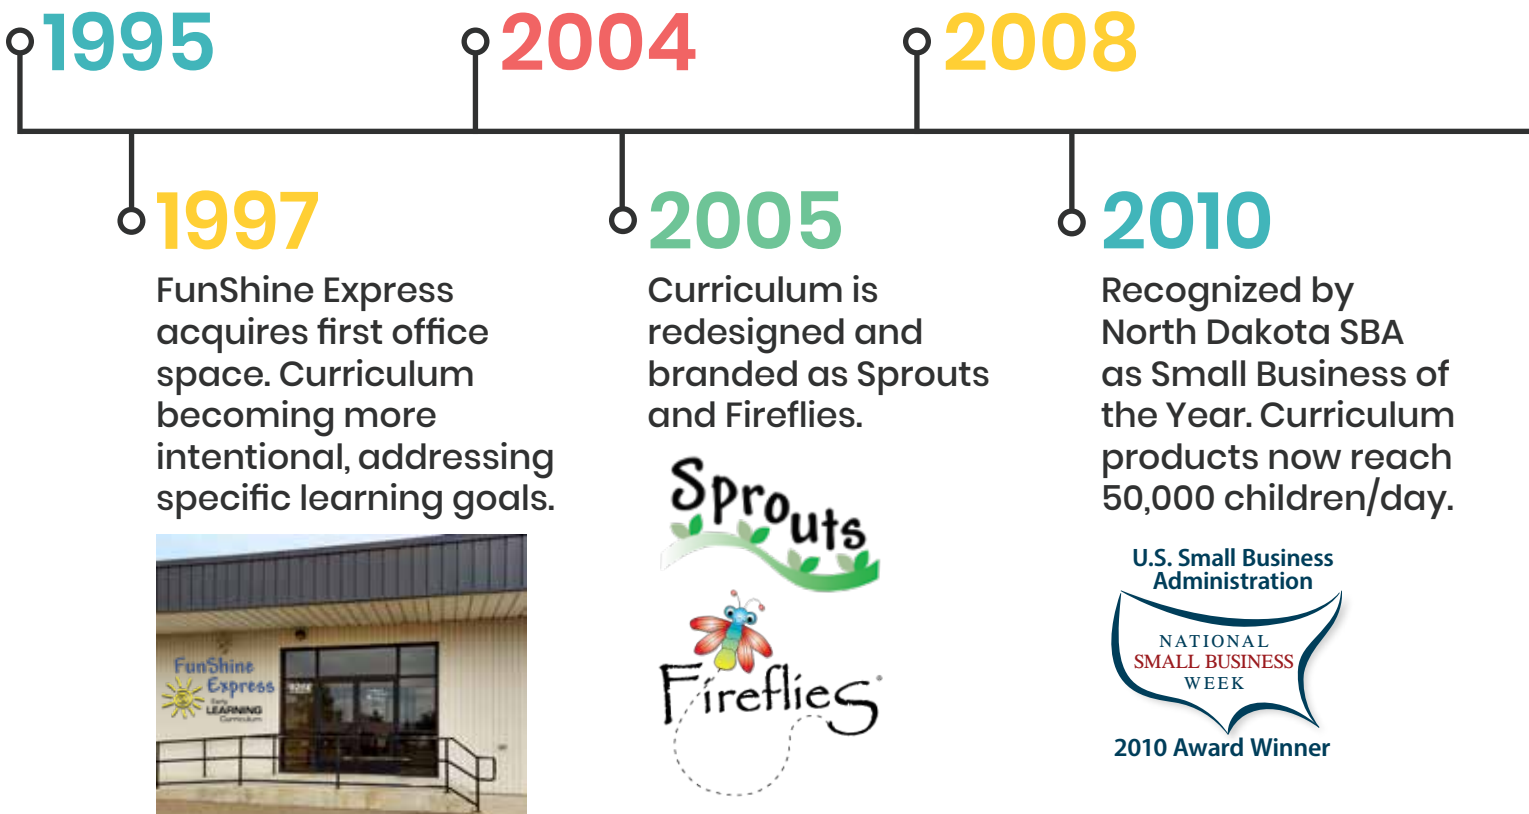 1995
2004
2008
1997
FunShine Express
acquires first office
space. Curriculum
becoming more
intentional, addressing
specific learning goals.
FunShine
Express
Early
LEARNING
Curriculum
2005
Curriculum is
redesigned and
branded as Sprouts
and Fireflies.
Sprouts
Fireflies
2010
Recognized by
North Dakota SBA
as Small Business of
the Year. Curriculum
products now reach
50,000 children/day.
U.S. Small Business
Administration
NATIONAL
SMALL BUSINESS
WEEK
2010 Award Winner